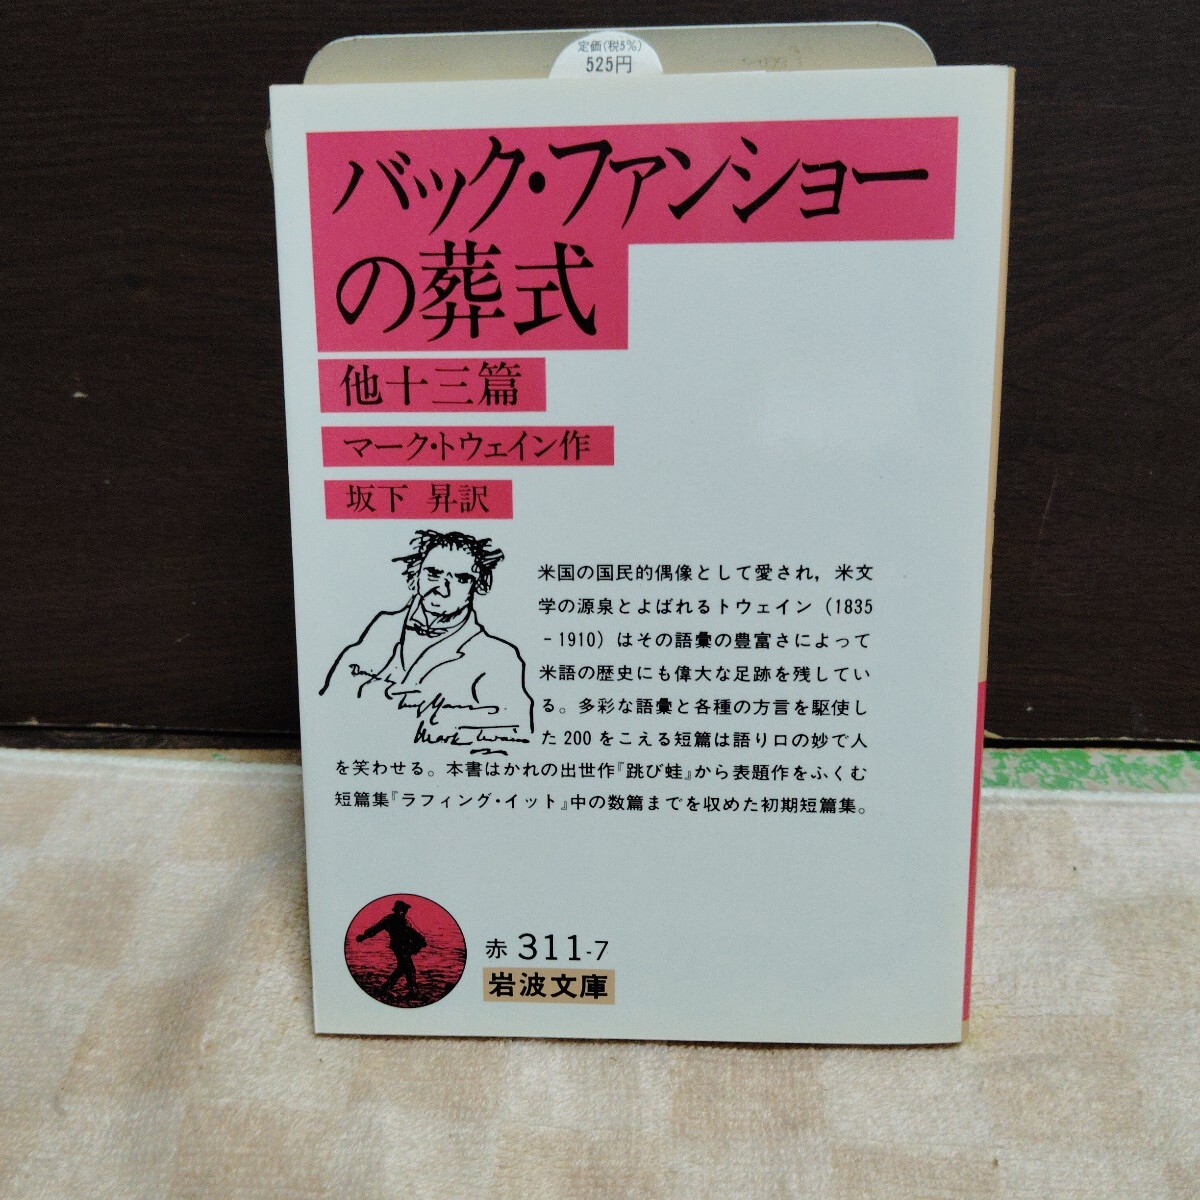 定価(税5%)
525円
バック・ファンショー
の葬式
他十三篇
マーク・トウェイン作
坂下 昇訳
米国の国民的偶像として愛され，米文
学の源泉とよばれるトウェイン（1835
-1910）はその語彙の豊富さによって
米語の歴史にも偉大な足跡を残してい
る。多彩な語彙と各種の方言を駆使し
た200をこえる短篇は語り口の妙で人
を笑わせる。本書はかれの出世作『跳び蛙』から表題作をふくむ
短篇集『ラフィング・イット』中の数篇までを収めた初期短篇集。
Mark Twain
赤 311-7
岩波文庫